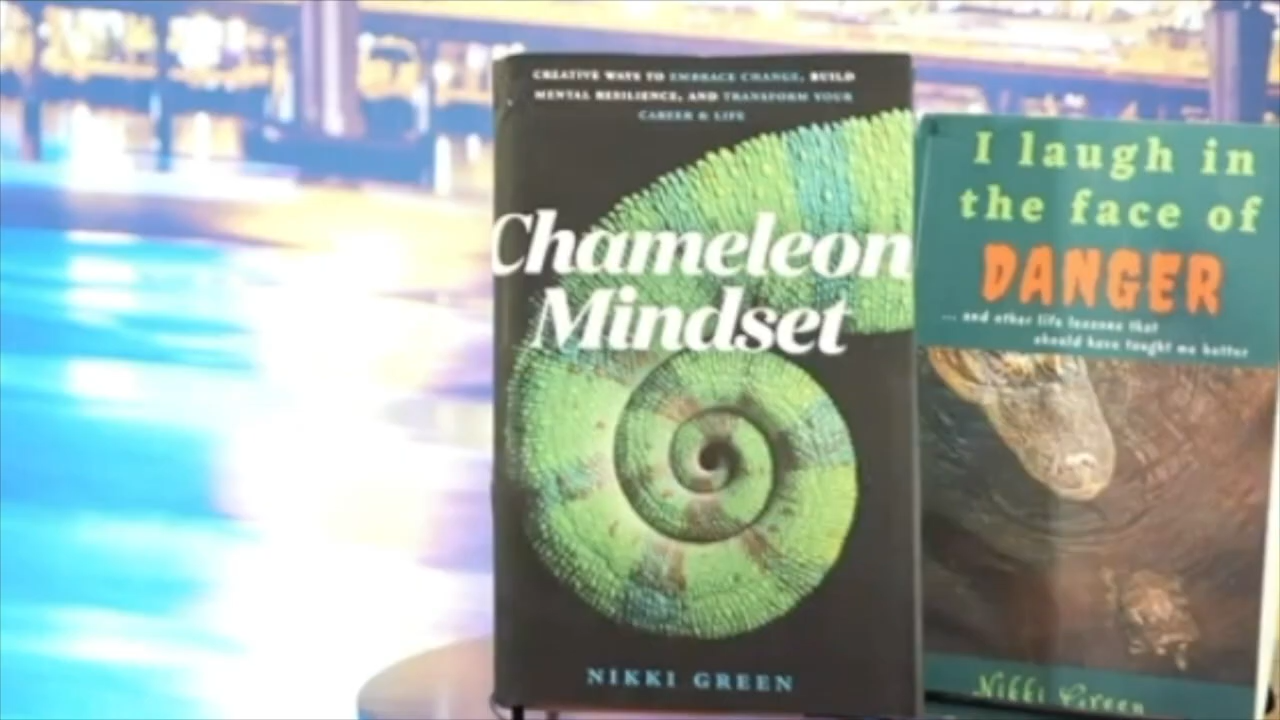 CREATIVE WAYS TO EMBRACE CHANGE, BUILD
MENTAL RESILIENCE, AND TRANSFORM YOUR
CAREER & LIFE
Chameleon
Mindset
NIKKI GREEN
I laugh in
the face of
DANGER
... and other life lessons that
should have taught me better
Nikki Green